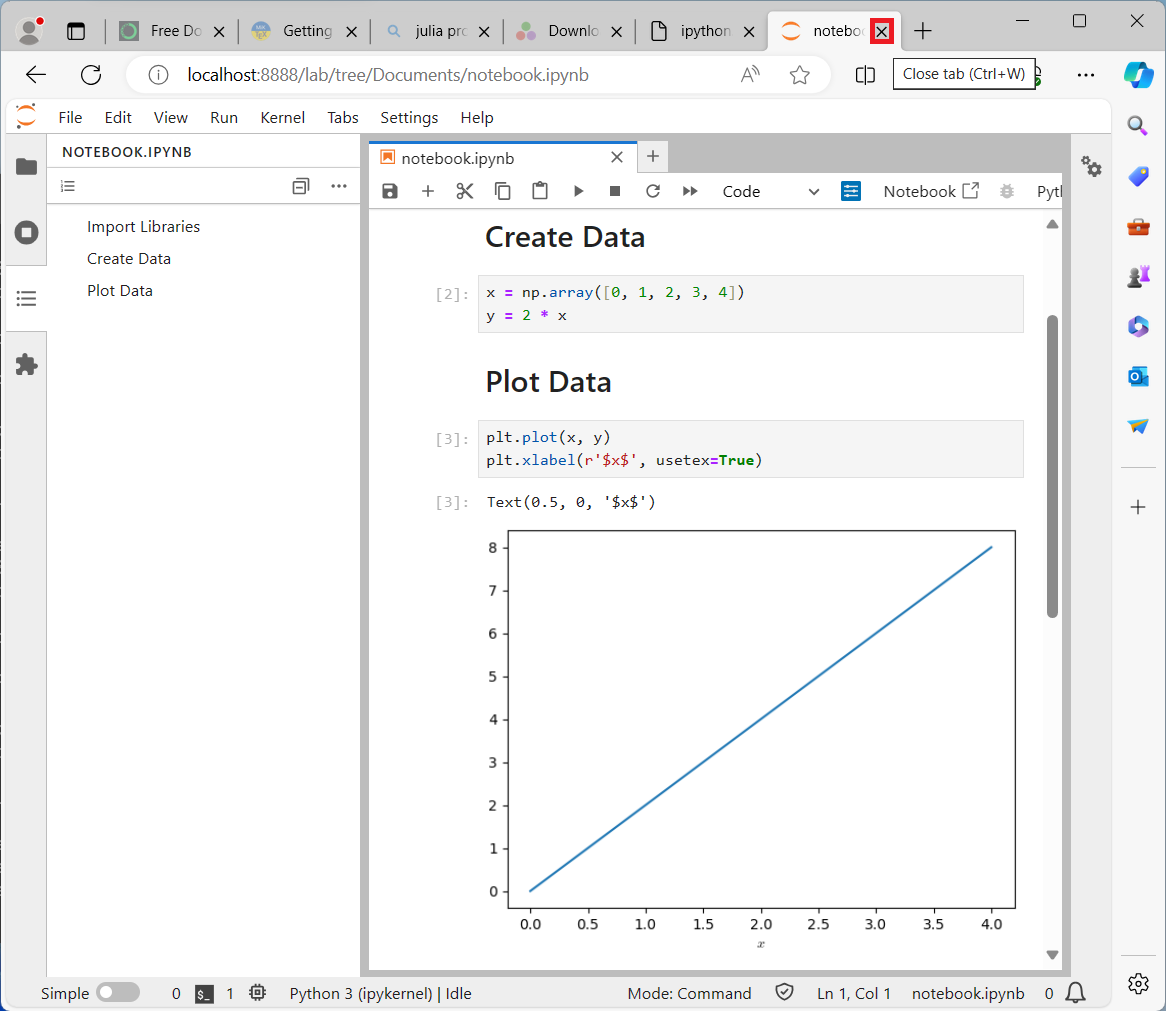 Free Do
Getting
julia pro
Downlo
ipython
notebo
localhost:8888/lab/tree/Documents/notebook.ipynb
Close tab (Ctrl+W)
File Edit View Run Kernel Tabs Settings Help
NOTEBOOK.IPYNB
Import Libraries
Create Data
Plot Data
notebook.ipynb
Code
Notebook
Pyt
Create Data
[2]: x = np.array([0, 1, 2, 3, 4])
y = 2 * x
Plot Data
[3]: plt.plot(x, y)
plt.xlabel(r'$x$', usetex=True)
[3]: Text(0.5, 0, '$x$')
8
7
6
5
4
3
2
1
0
0.0 0.5 1.0 1.5 2.0 2.5 3.0 3.5 4.0
x
Simple 0 $_ 1 Python 3 (ipykernel) | Idle Mode: Command Ln 1, Col 1 notebook.ipynb 0